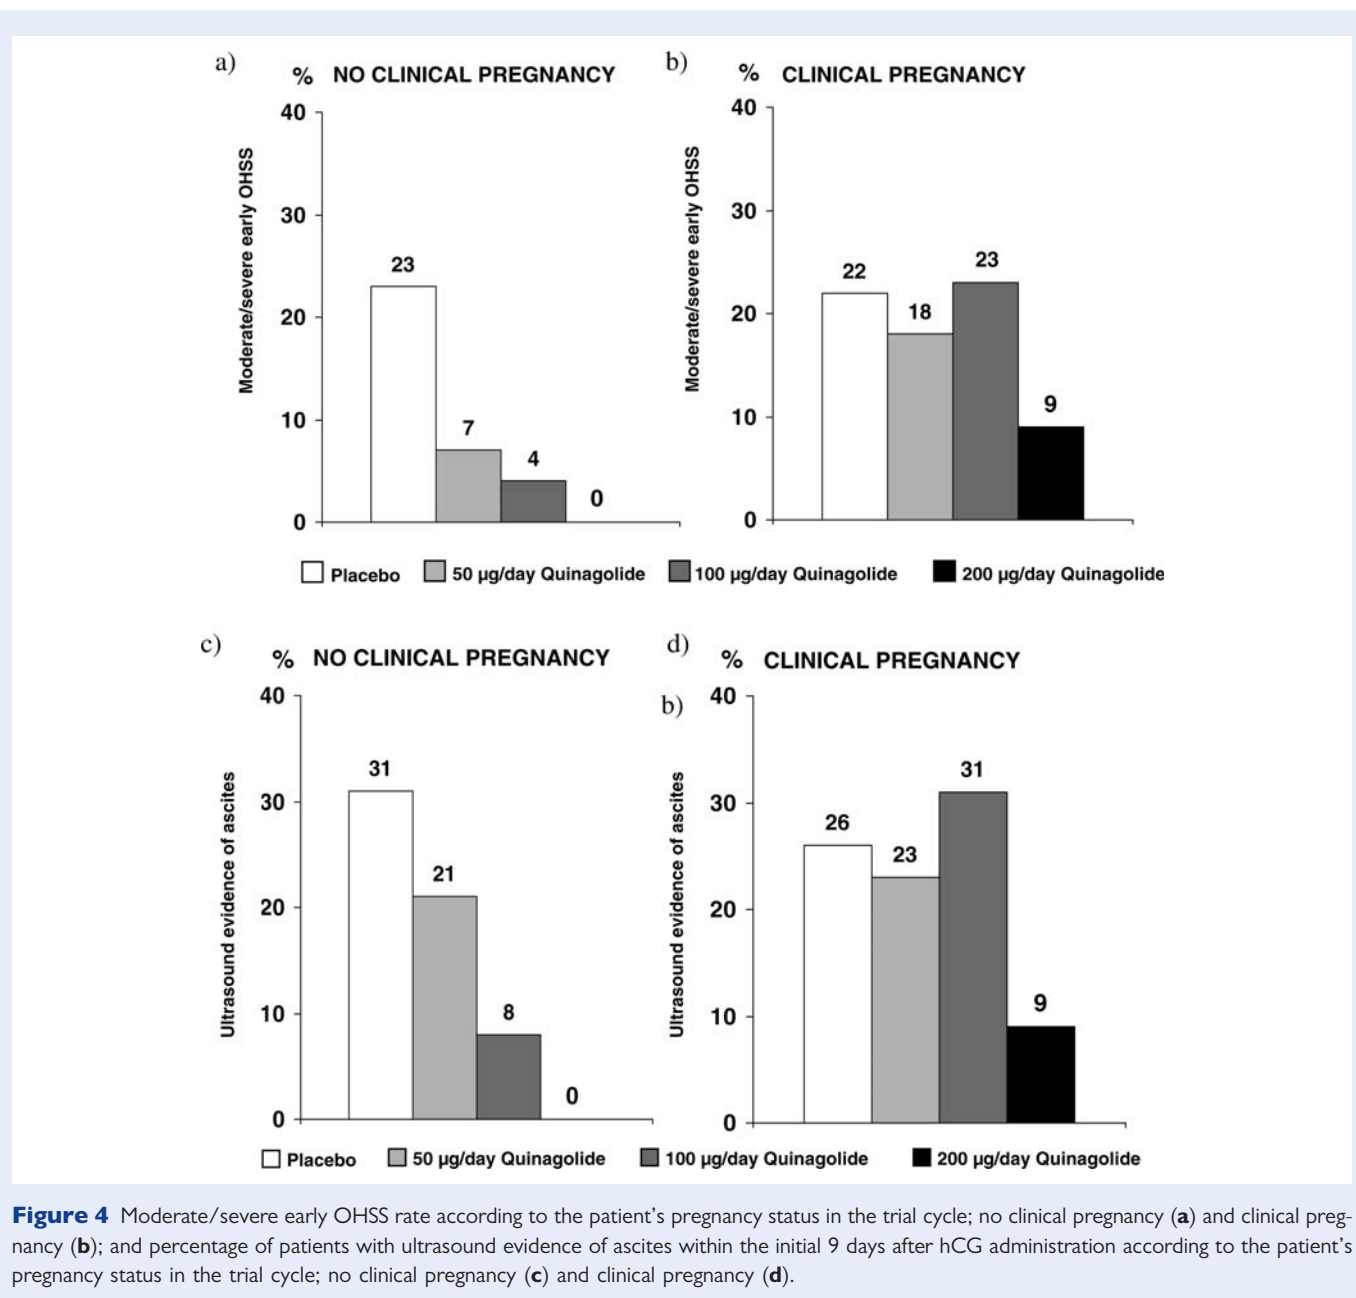 a)
% NO CLINICAL PREGNANCY
40
30
20
10
0
Moderate/severe early OHSS
23
7
4
0
b)
% CLINICAL PREGNANCY
40
30
20
10
0
Moderate/severe early OHSS
22
18
23
9
Placebo 50 µg/day Quinagolide 100 µg/day Quinagolide 200 µg/day Quinagolide
c)
% NO CLINICAL PREGNANCY
40
30
20
10
0
Ultrasound evidence of ascites
31
21
8
0
d)
% CLINICAL PREGNANCY
b)
40
30
20
10
0
Ultrasound evidence of ascites
26
23
31
9
Placebo 50 µg/day Quinagolide 100 µg/day Quinagolide 200 µg/day Quinagolide
Figure 4 Moderate/severe early OHSS rate according to the patient's pregnancy status in the trial cycle; no clinical pregnancy (a) and clinical preg-
nancy (b); and percentage of patients with ultrasound evidence of ascites within the initial 9 days after hCG administration according to the patient's
pregnancy status in the trial cycle; no clinical pregnancy (c) and clinical pregnancy (d).